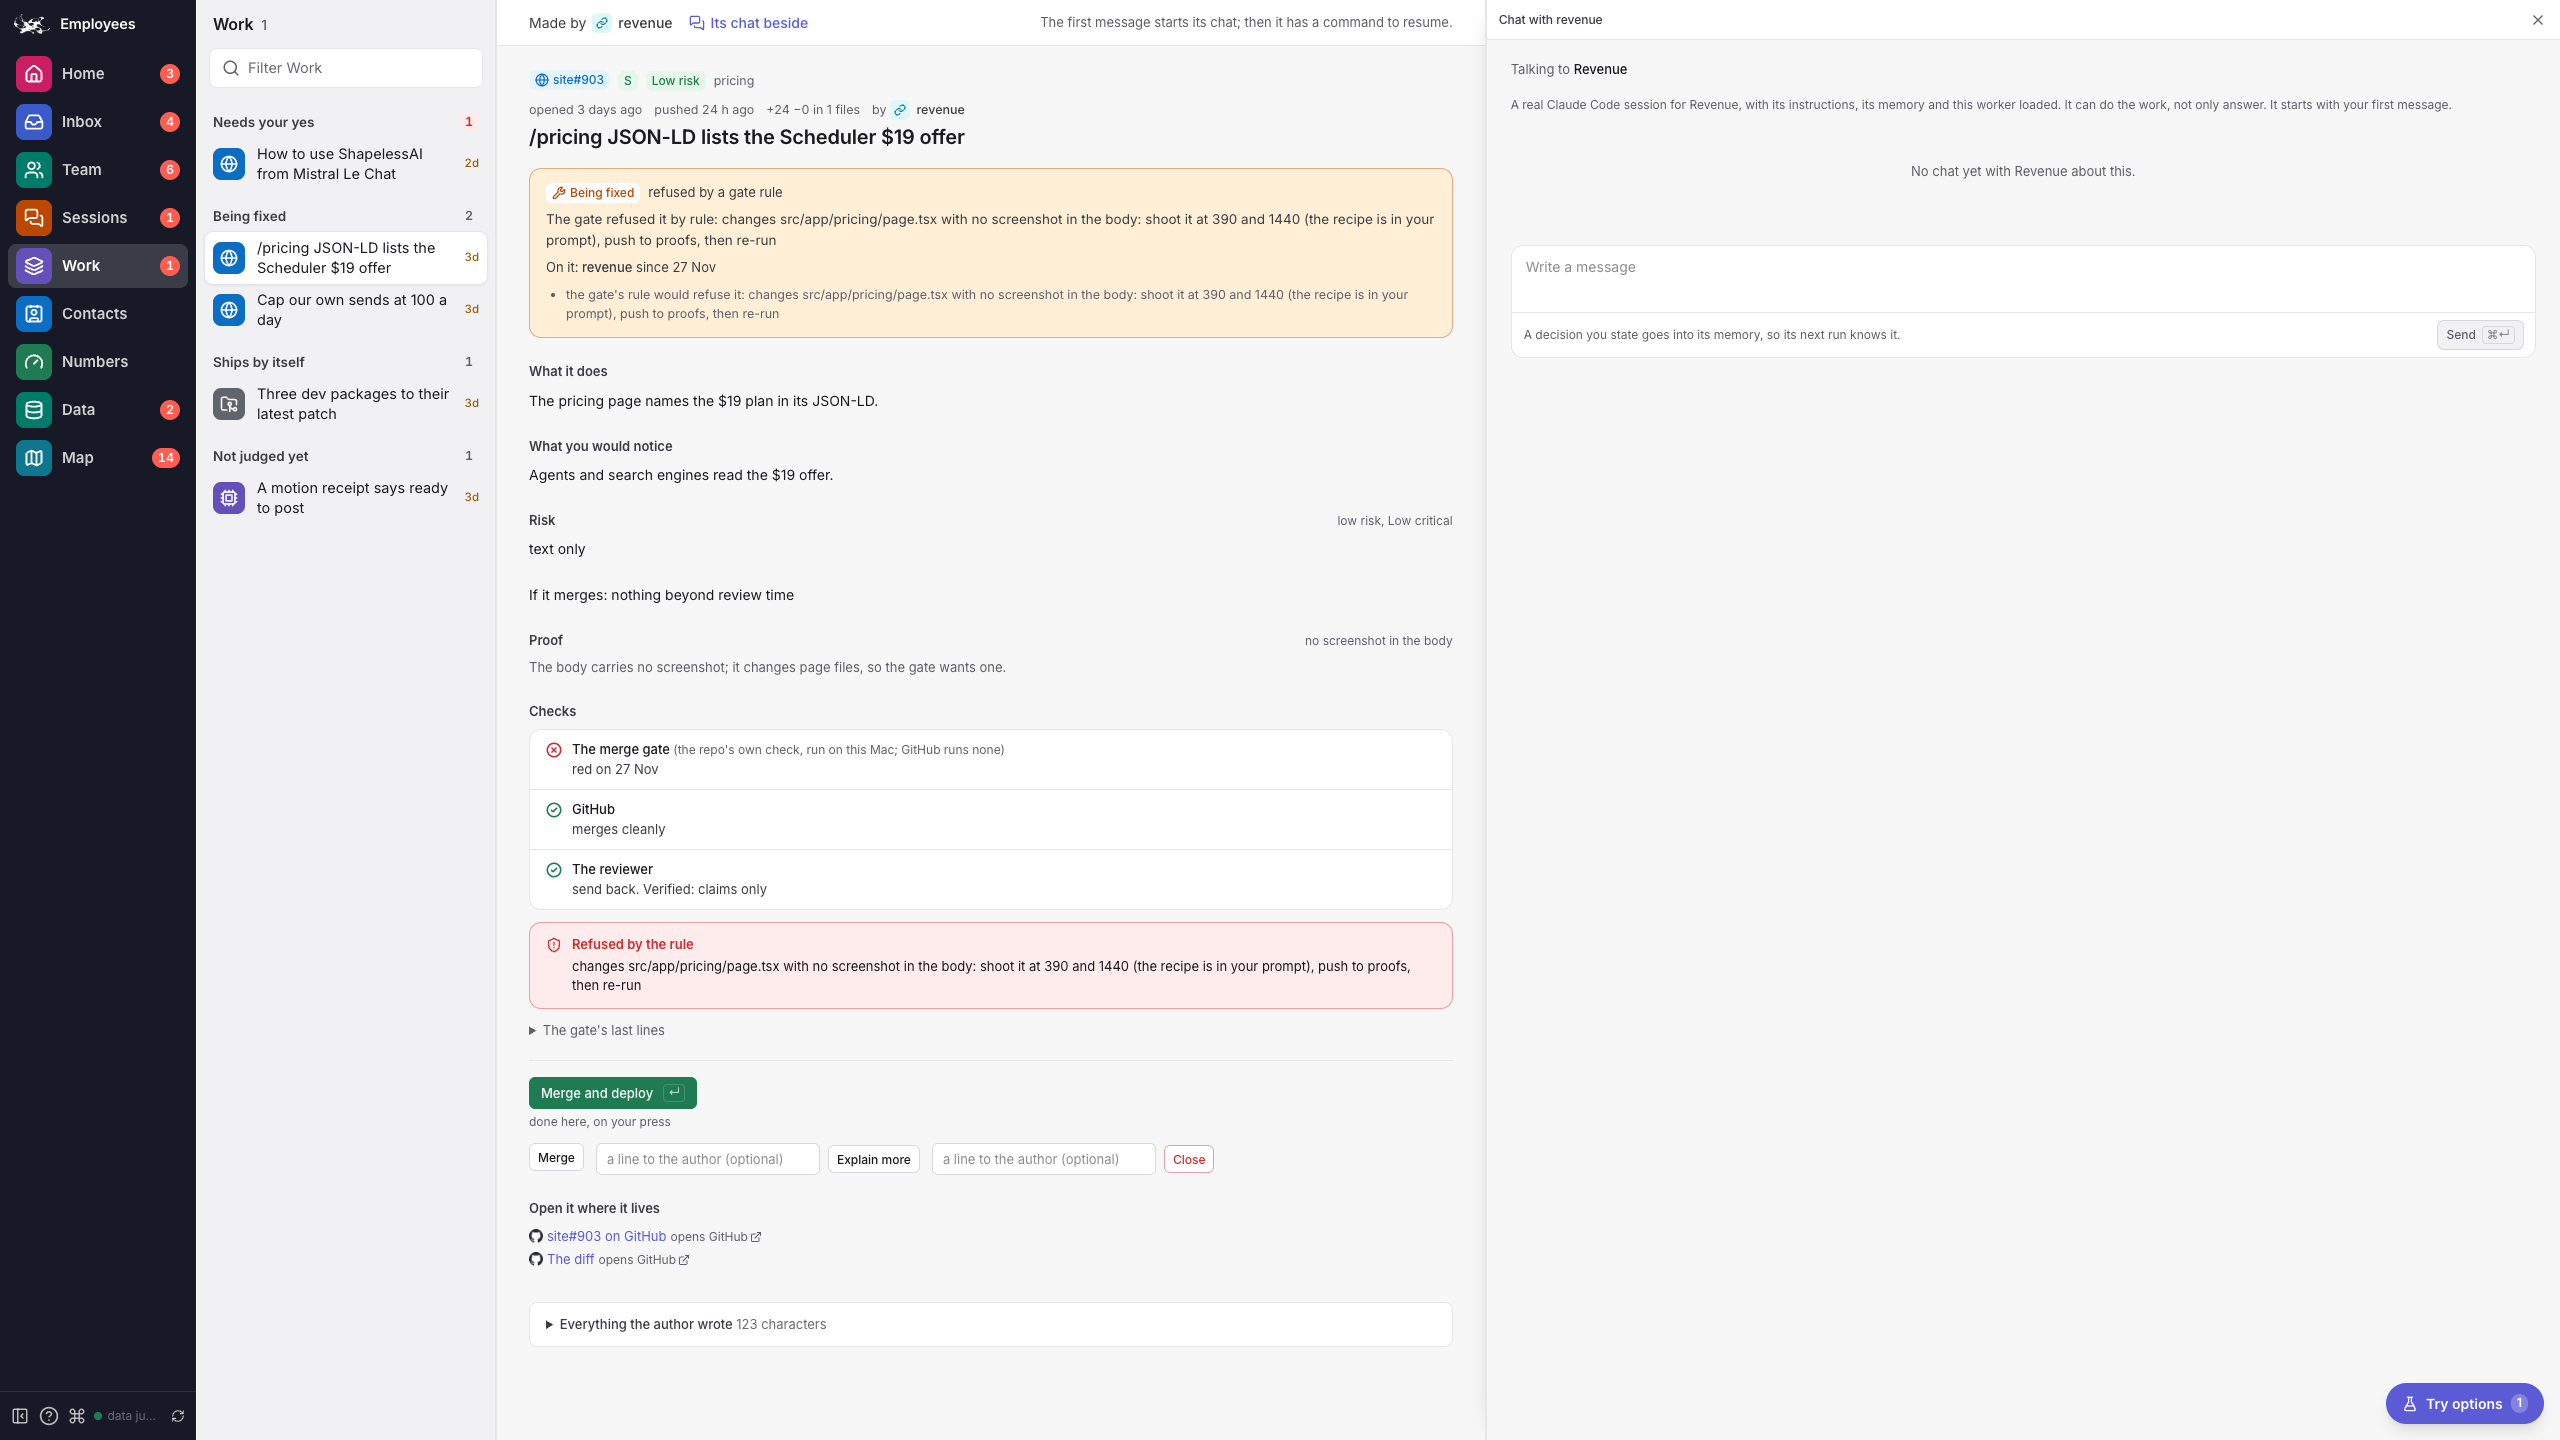 Employees
Home 3
Inbox 4
Team 6
Sessions 1
Work 1
Contacts
Numbers
Data 2
Map 14
data ju...
Work 1
Filter Work
Needs your yes 1
How to use ShapelessAI
from Mistral Le Chat
2d
Being fixed 2
/pricing JSON-LD lists the
Scheduler $19 offer
3d
Cap our own sends at 100 a
day
3d
Ships by itself 1
Three dev packages to their
latest patch
3d
Not judged yet 1
A motion receipt says ready
to post
3d
Made by revenue Its chat beside The first message starts its chat; then it has a command to resume.
site#903 S Low risk pricing
opened 3 days ago pushed 24 h ago +24 −0 in 1 files by revenue
/pricing JSON-LD lists the Scheduler $19 offer
Being fixed refused by a gate rule
The gate refused it by rule: changes src/app/pricing/page.tsx with no screenshot in the body: shoot it at 390 and 1440 (the recipe is in your
prompt), push to proofs, then re-run
On it: revenue since 27 Nov
• the gate's rule would refuse it: changes src/app/pricing/page.tsx with no screenshot in the body: shoot it at 390 and 1440 (the recipe is in your
prompt), push to proofs, then re-run
What it does
The pricing page names the $19 plan in its JSON-LD.
What you would notice
Agents and search engines read the $19 offer.
Risk low risk, Low critical
text only
If it merges: nothing beyond review time
Proof no screenshot in the body
The body carries no screenshot; it changes page files, so the gate wants one.
Checks
The merge gate (the repo's own check, run on this Mac; GitHub runs none)
red on 27 Nov
GitHub
merges cleanly
The reviewer
send back. Verified: claims only
Refused by the rule
changes src/app/pricing/page.tsx with no screenshot in the body: shoot it at 390 and 1440 (the recipe is in your prompt), push to proofs,
then re-run
The gate's last lines
Merge and deploy ↵
done here, on your press
Merge a line to the author (optional) Explain more a line to the author (optional) Close
Open it where it lives
site#903 on GitHub opens GitHub
The diff opens GitHub
Everything the author wrote 123 characters
Chat with revenue
Talking to Revenue
A real Claude Code session for Revenue, with its instructions, its memory and this worker loaded. It can do the work, not only answer. It starts with your first message.
No chat yet with Revenue about this.
Write a message
A decision you state goes into its memory, so its next run knows it.
Send ⌘↵
Try options 1